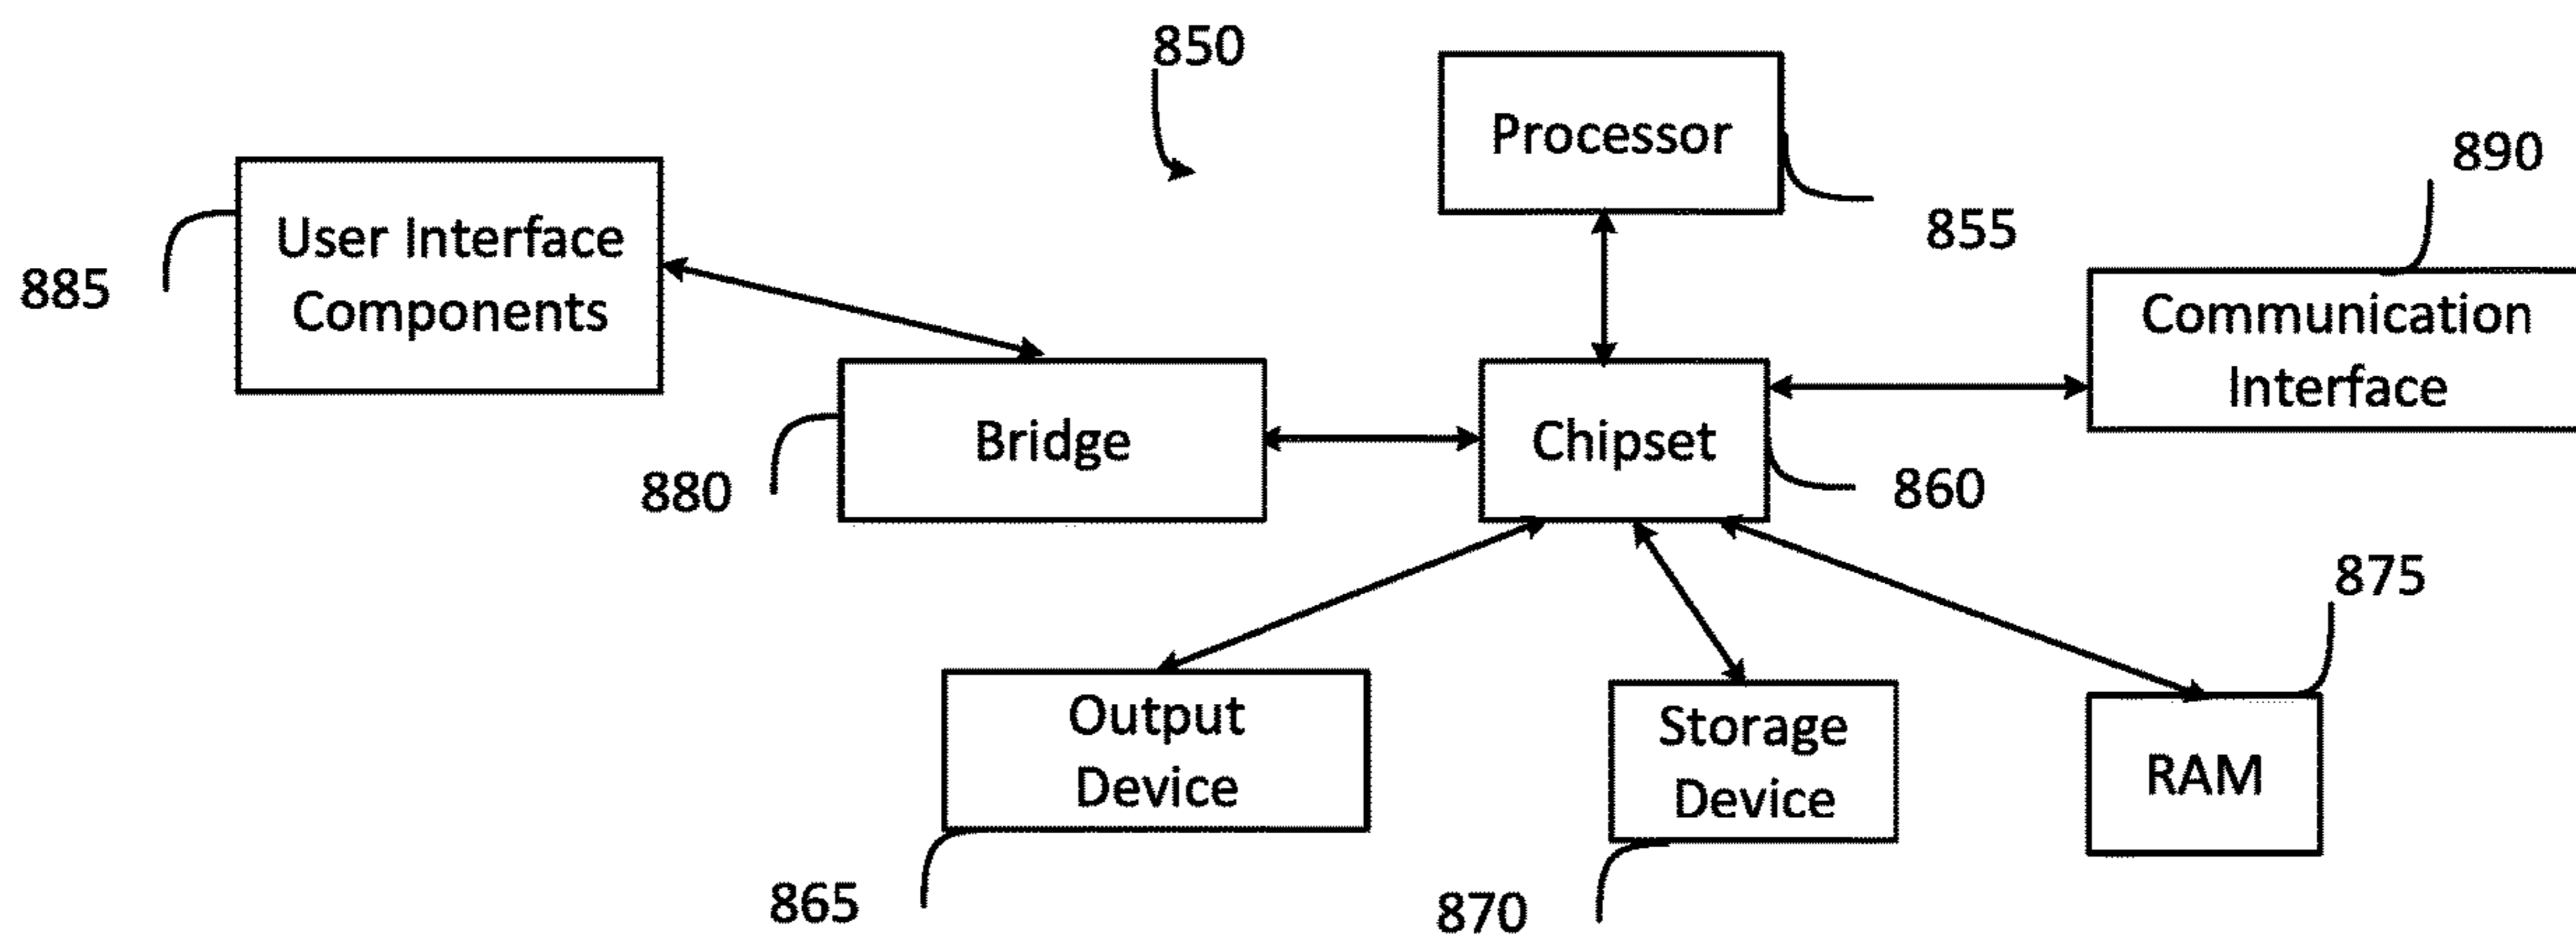 850
Processor
890
User Interface
Components
855
885
Communication
Interface
Bridge
Chipset
880
860
875
Output
Device
Storage
Device
RAM
865
870